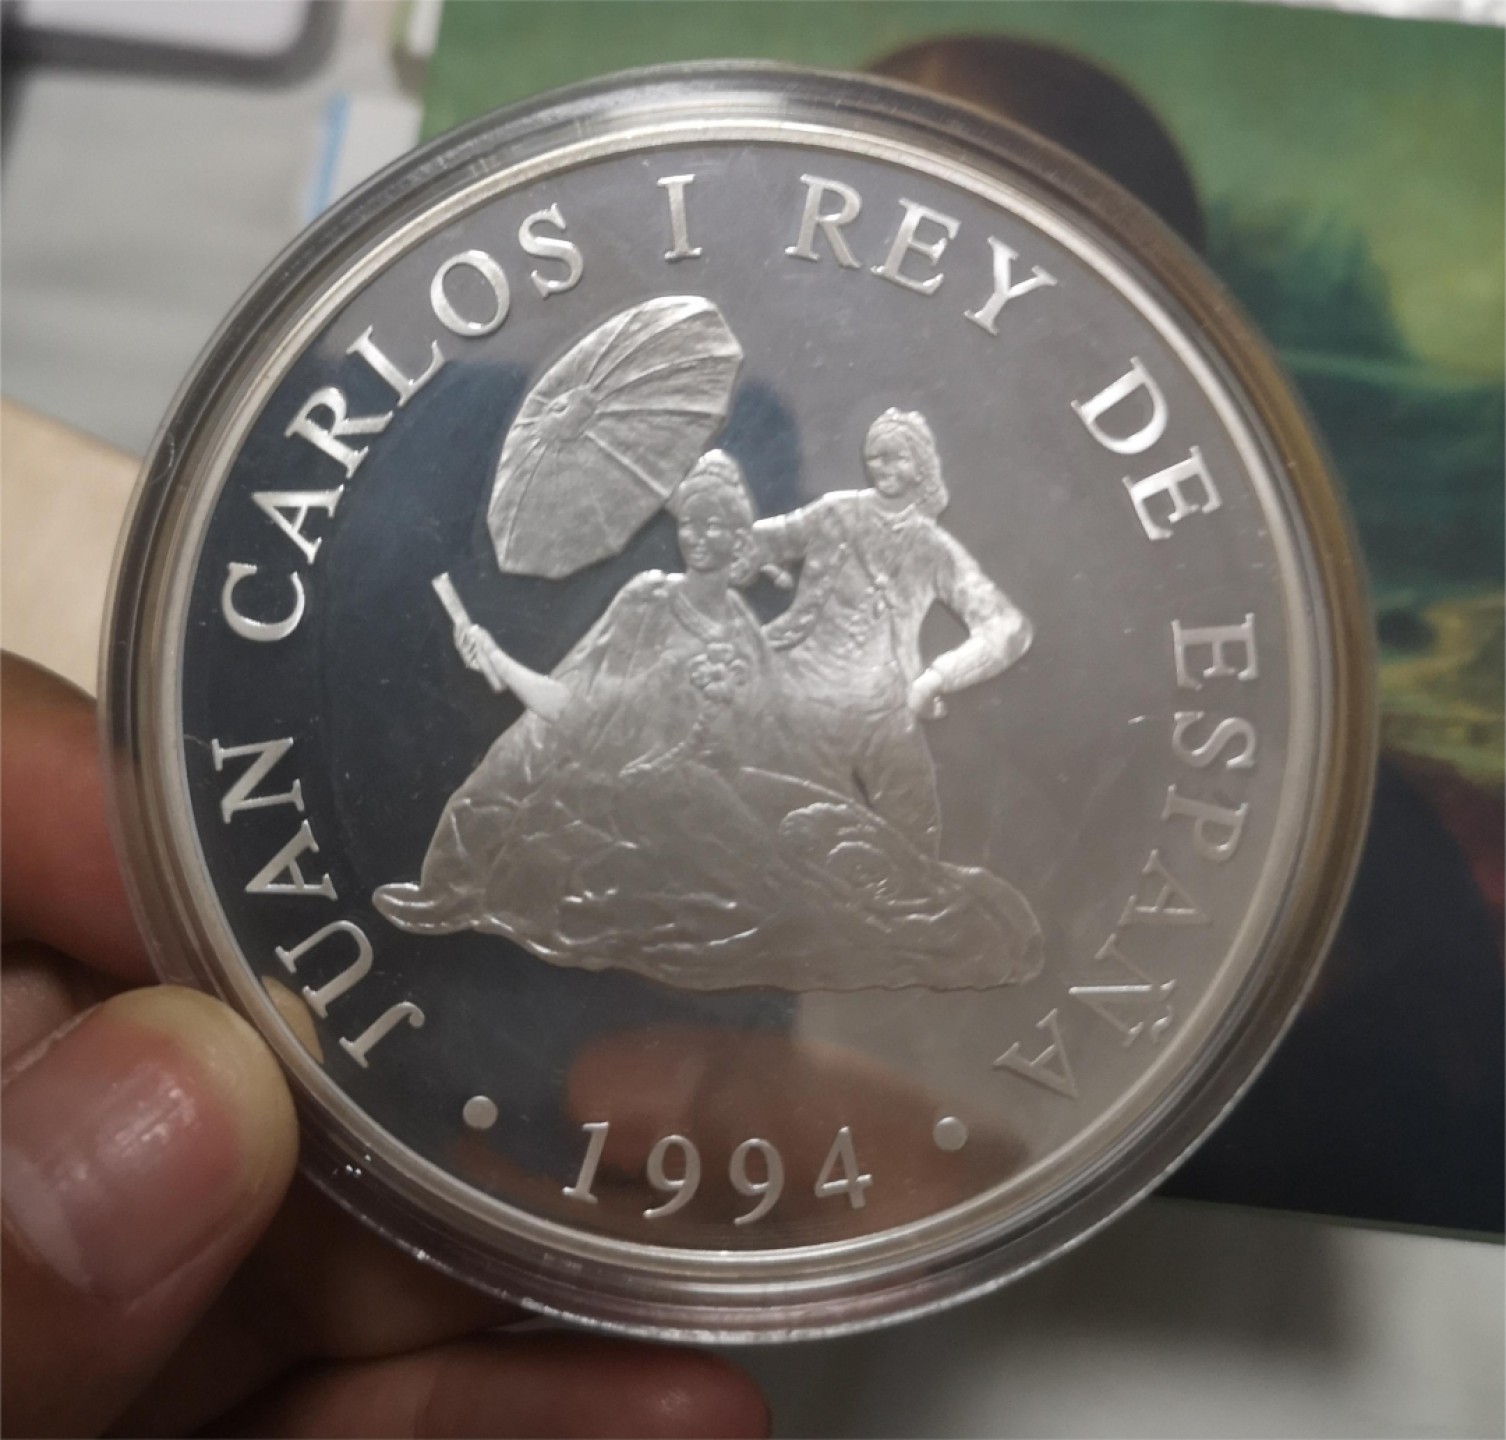 JUAN CARLOS I REY DE ESPAÑA
• 1994 •